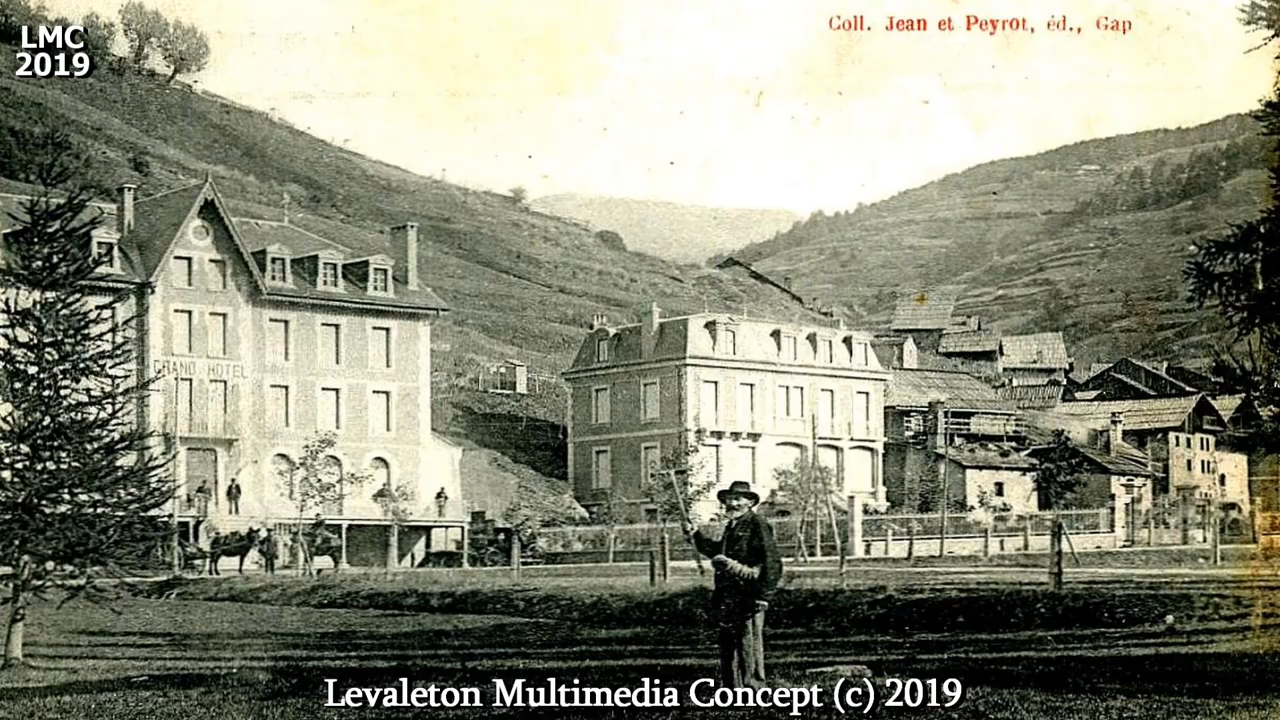 LMC
2019
Coll. Jean et Peyrot, éd., Gap
GRAND HOTEL
Levaleton Multimedia Concept (c) 2019